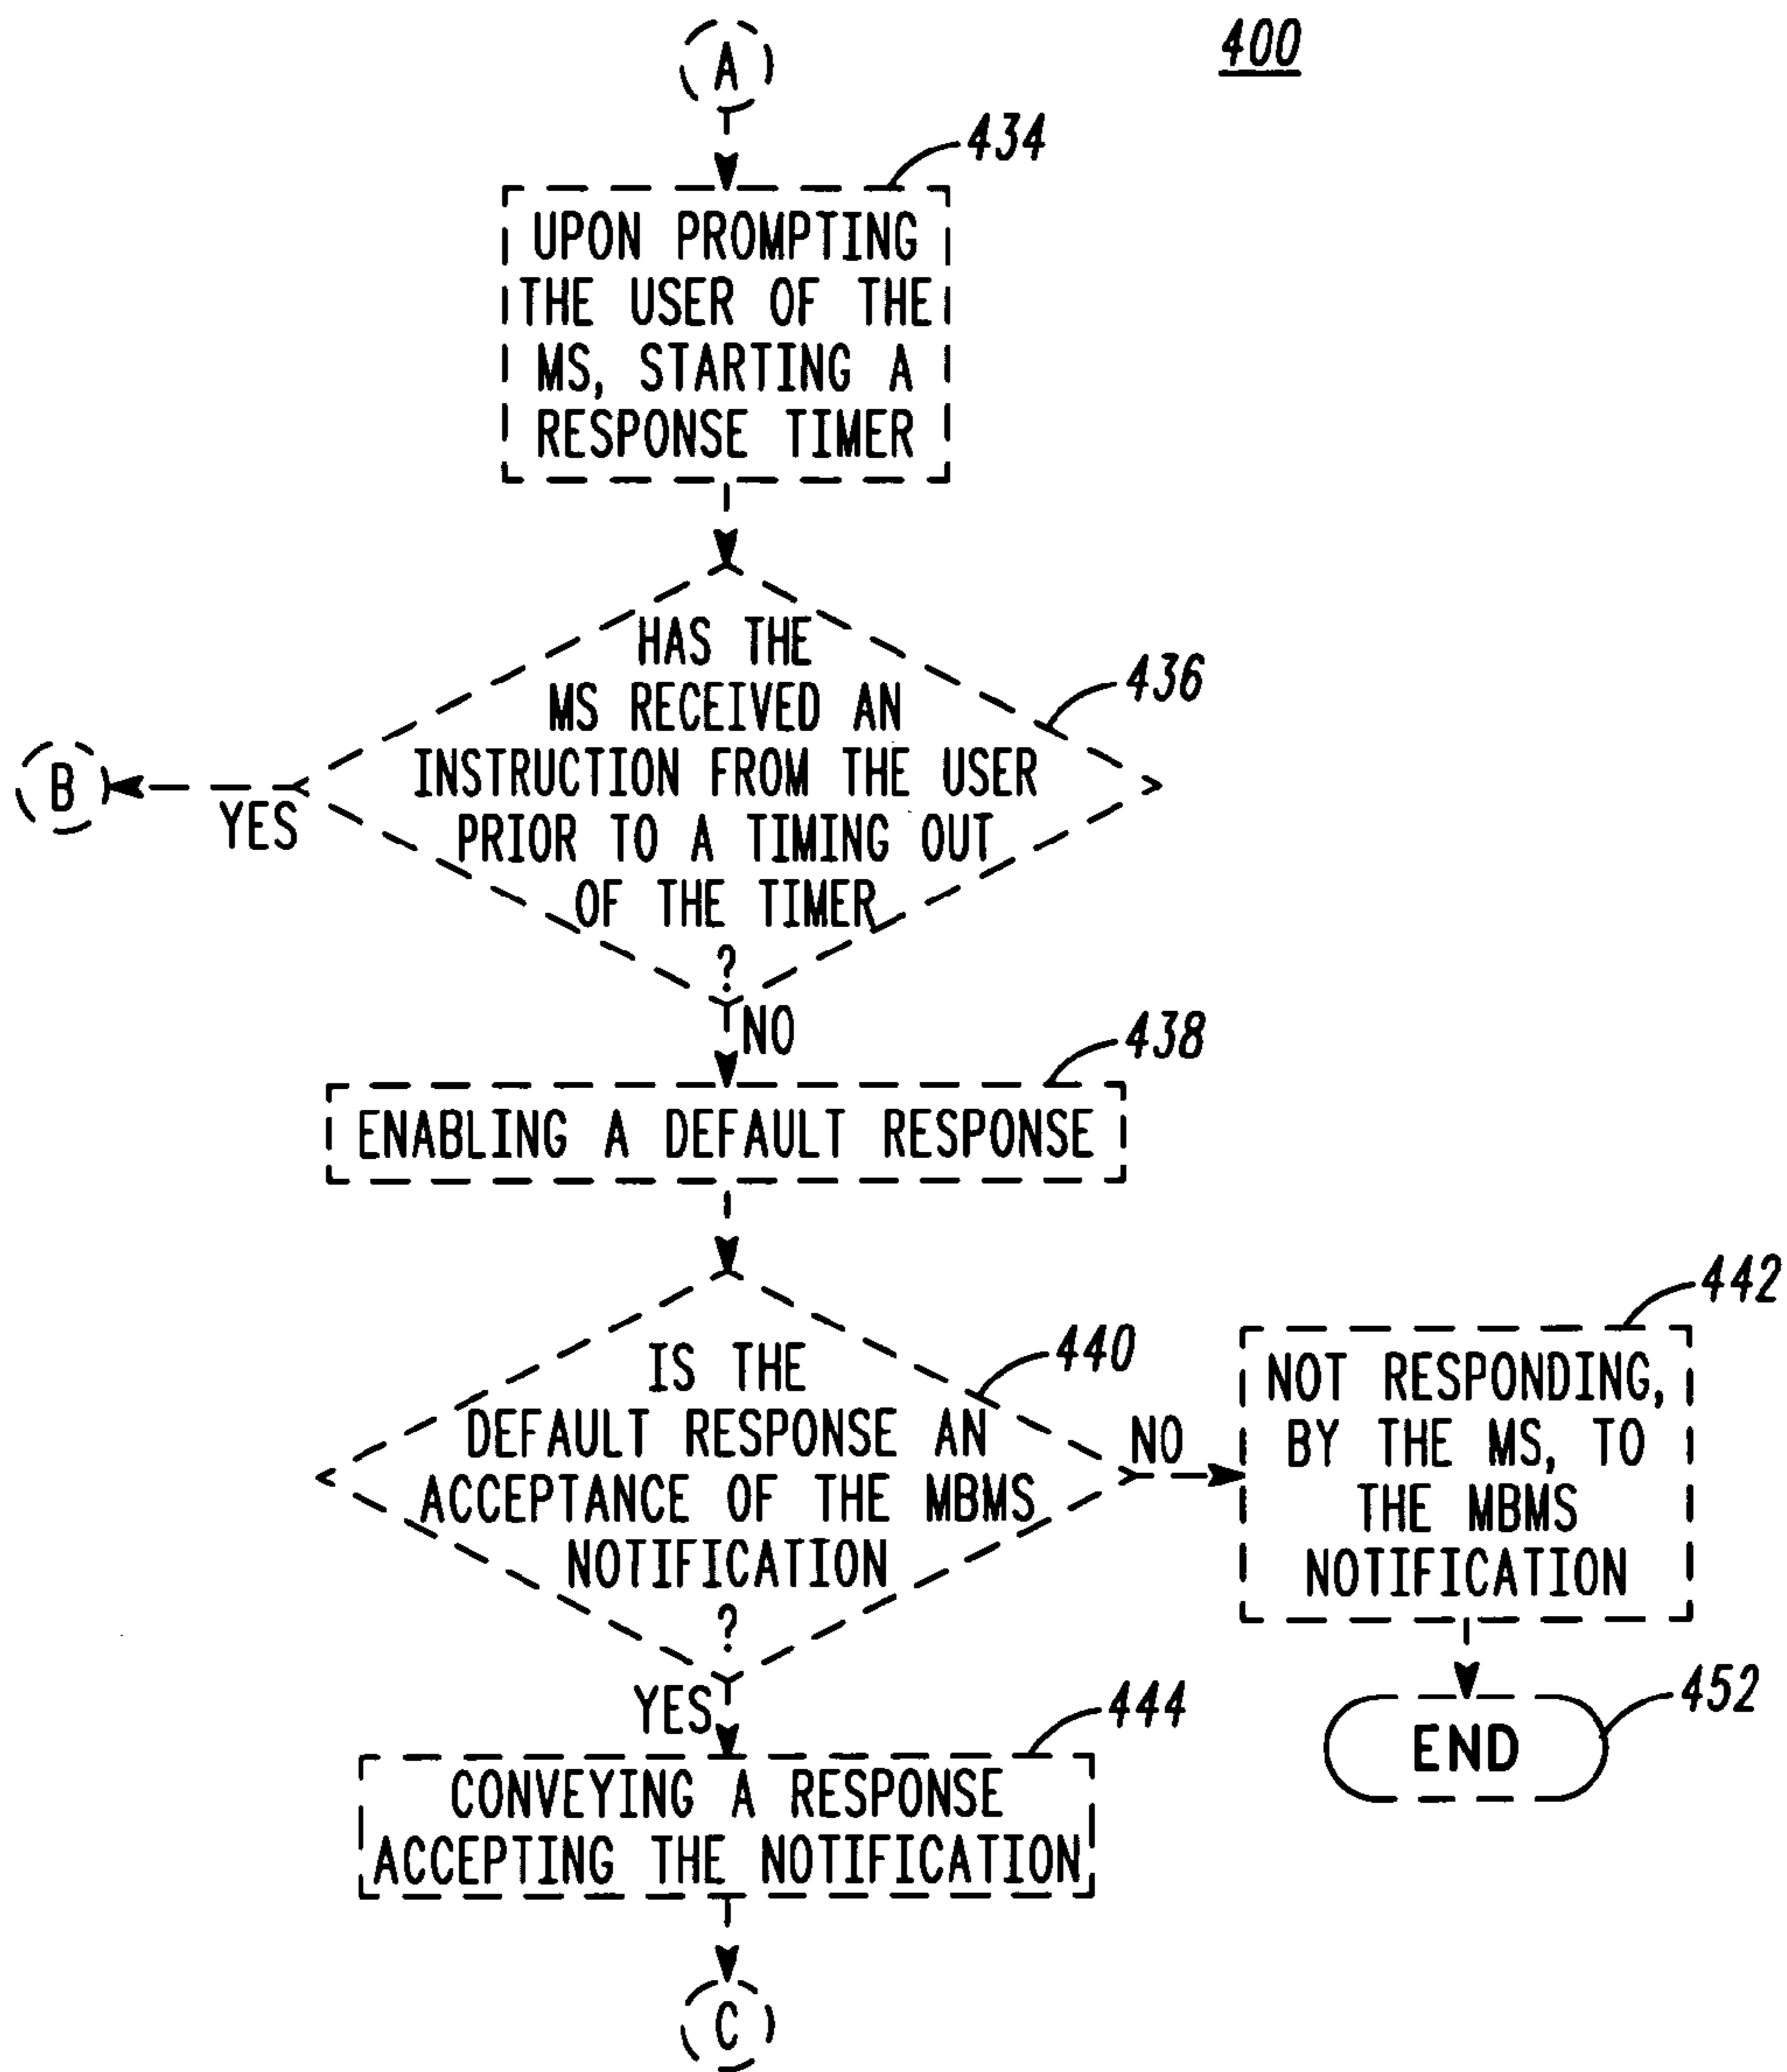 400
A
434
UPON PROMPTING
THE USER OF THE
MS, STARTING A
RESPONSE TIMER
436
HAS THE
MS RECEIVED AN
INSTRUCTION FROM THE USER
PRIOR TO A TIMING OUT
OF THE TIMER
?
B
YES
NO
438
ENABLING A DEFAULT RESPONSE
440
IS THE
DEFAULT RESPONSE AN
ACCEPTANCE OF THE MBMS
NOTIFICATION
?
NO
442
NOT RESPONDING,
BY THE MS, TO
THE MBMS
NOTIFICATION
452
END
YES
444
CONVEYING A RESPONSE
ACCEPTING THE NOTIFICATION
C